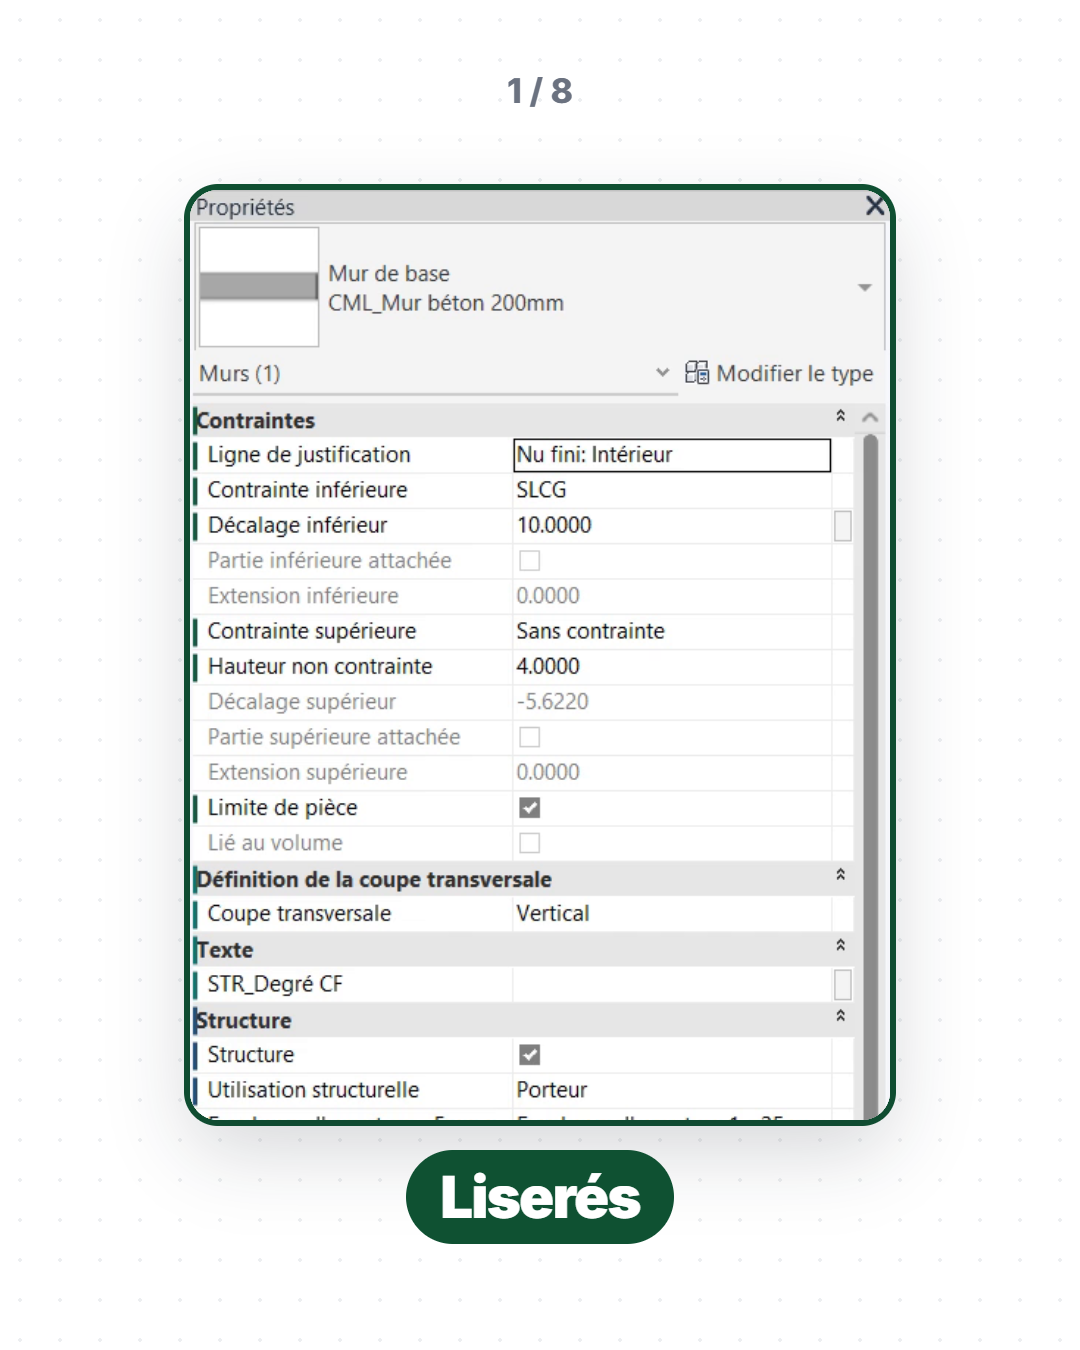 1 / 8
Propriétés
Mur de base
CML_Mur béton 200mm
Murs (1) Modifier le type
Contraintes
Ligne de justification Nu fini: Intérieur
Contrainte inférieure SLCG
Décalage inférieur 10.0000
Partie inférieure attachée
Extension inférieure 0.0000
Contrainte supérieure Sans contrainte
Hauteur non contrainte 4.0000
Décalage supérieur -5.6220
Partie supérieure attachée
Extension supérieure 0.0000
Limite de pièce
Lié au volume
Définition de la coupe transversale
Coupe transversale Vertical
Texte
STR_Degré CF
Structure
Structure
Utilisation structurelle Porteur
Liserés